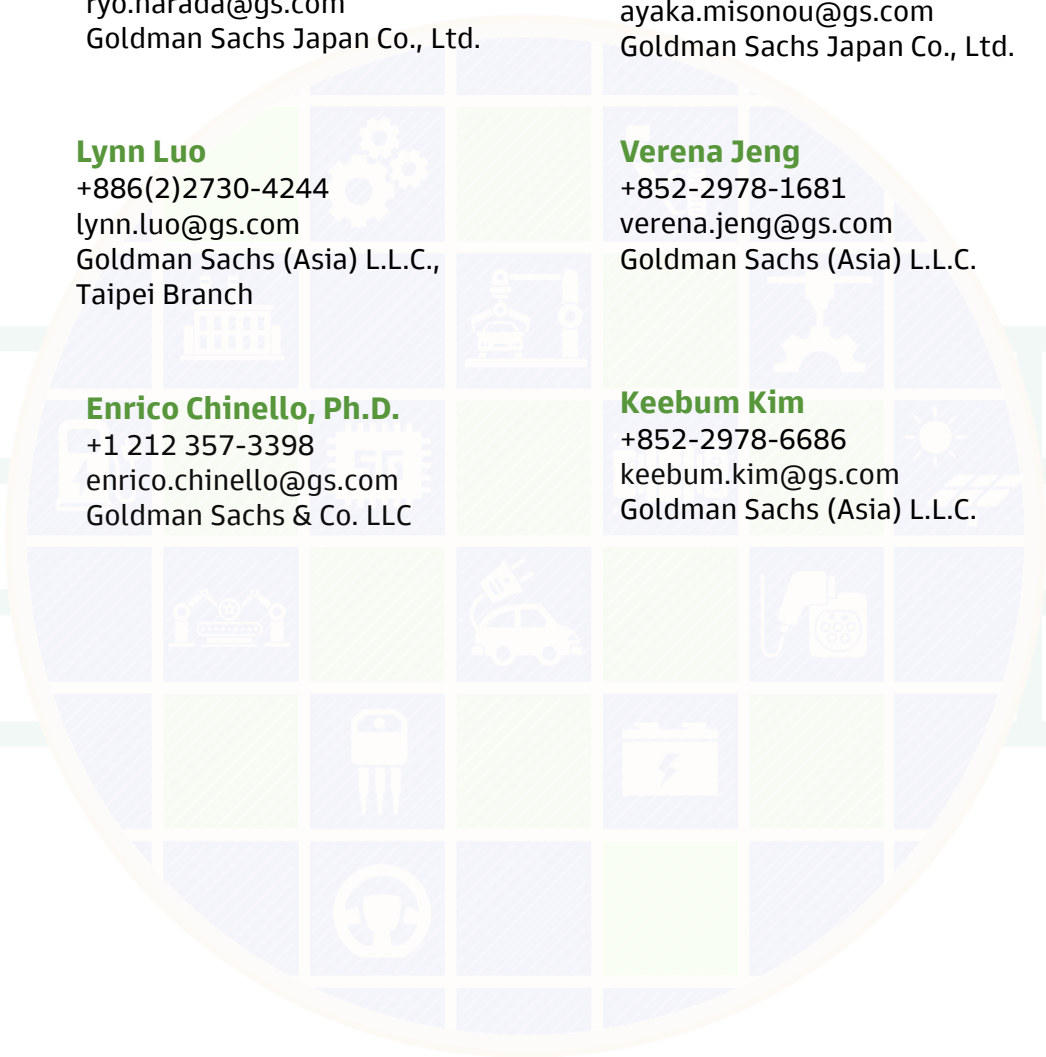 ryo.harada@gs.com
Goldman Sachs Japan Co., Ltd.
ayaka.misonou@gs.com
Goldman Sachs Japan Co., Ltd.
Lynn Luo
+886(2)2730-4244
lynn.luo@gs.com
Goldman Sachs (Asia) L.L.C.,
Taipei Branch
Verena Jeng
+852-2978-1681
verena.jeng@gs.com
Goldman Sachs (Asia) L.L.C.
Enrico Chinello, Ph.D.
+1 212 357-3398
enrico.chinello@gs.com
Goldman Sachs & Co. LLC
Keebum Kim
+852-2978-6686
keebum.kim@gs.com
Goldman Sachs (Asia) L.L.C.
5G